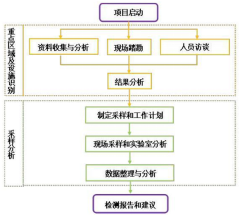 项目启动
重点区域及设施识别
资料收集与分析
现场踏勘
人员访谈
结果分析
采样分析
制定采样和工作计划
现场采样和实验室分析
数据整理与分析
检测报告和建议